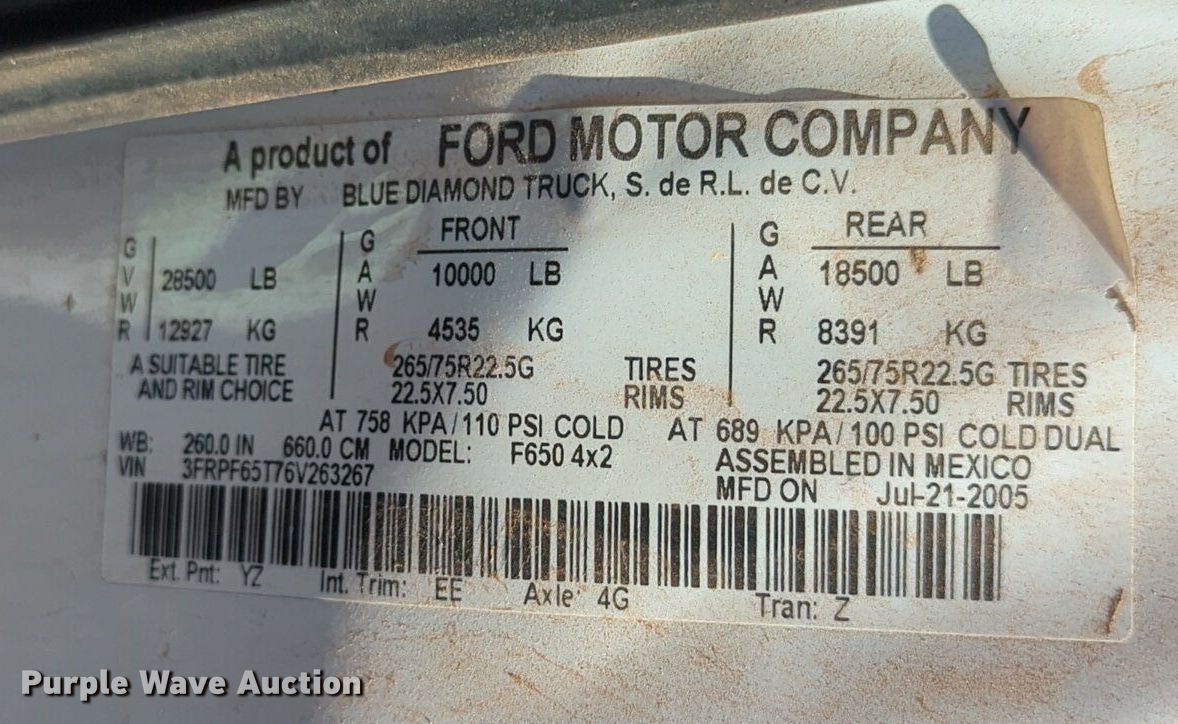 A product of FORD MOTOR COMPANY
MFD BY BLUE DIAMOND TRUCK, S. de R.L. de C.V.
GVWR 28500 LB 12927 KG
GAWR FRONT 10000 LB 4535 KG
GAWR REAR 18500 LB 8391 KG
A SUITABLE TIRE 265/75R22.5G TIRES 265/75R22.5G TIRES
AND RIM CHOICE 22.5X7.50 RIMS 22.5X7.50 RIMS
AT 758 KPA/110 PSI COLD AT 689 KPA/100 PSI COLD DUAL
WB: 260.0 IN 660.0 CM MODEL: F650 4x2 ASSEMBLED IN MEXICO
VIN 3FRPF65T76V263267 MFD ON Jul-21-2005
Ext. Pnt: YZ Int. Trim: EE Axle: 4G Tran: Z
Purple Wave Auction